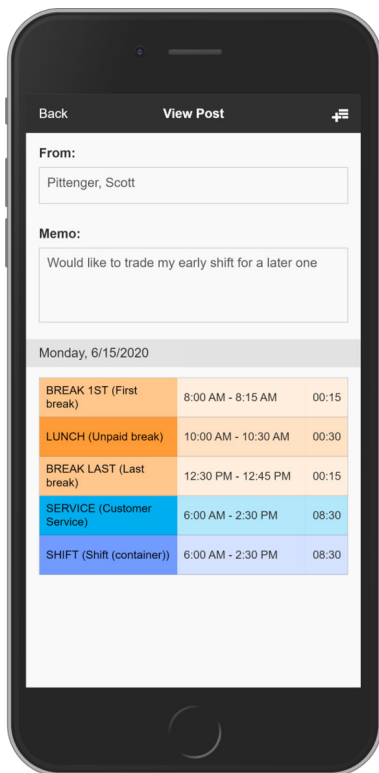 Back View Post
From:
Pittenger, Scott
Memo:
Would like to trade my early shift for a later one
Monday, 6/15/2020
BREAK 1ST (First
break) 8:00 AM - 8:15 AM 00:15
LUNCH (Unpaid break) 10:00 AM - 10:30 AM 00:30
BREAK LAST (Last
break) 12:30 PM - 12:45 PM 00:15
SERVICE (Customer
Service) 6:00 AM - 2:30 PM 08:30
SHIFT (Shift (container)) 6:00 AM - 2:30 PM 08:30